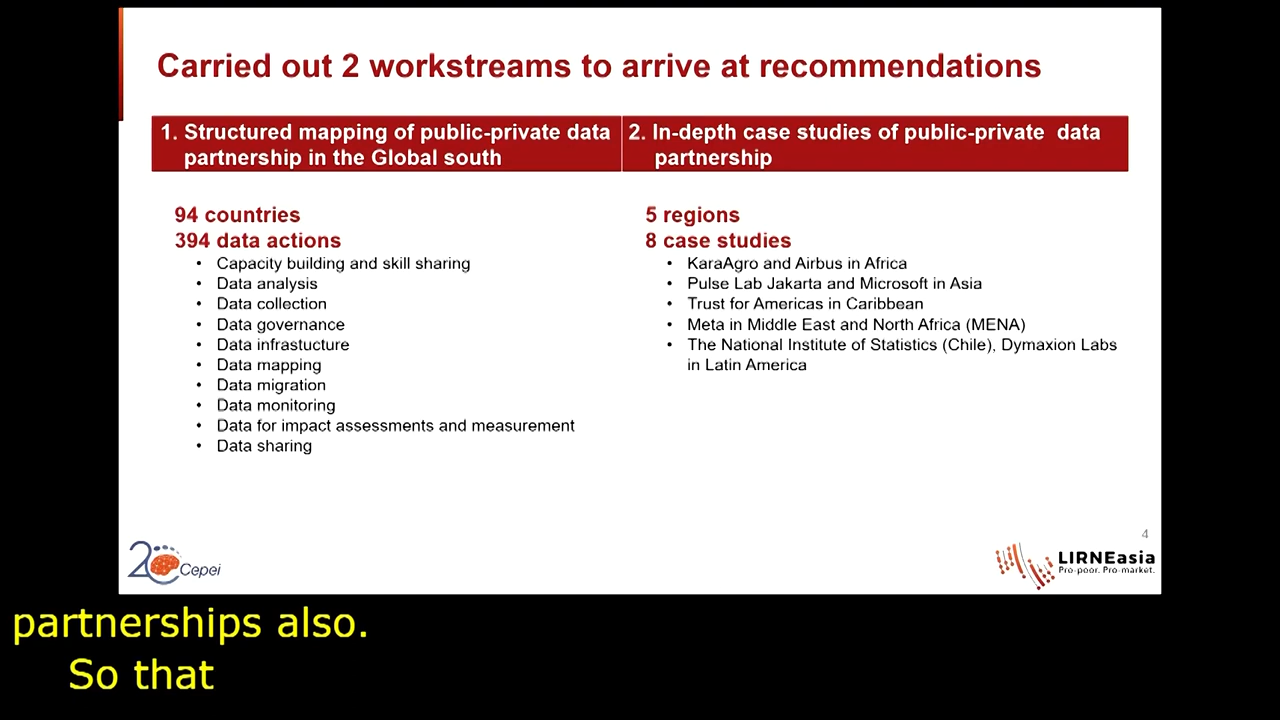 Carried out 2 workstreams to arrive at recommendations
1. Structured mapping of public-private data
partnership in the Global south
2. In-depth case studies of public-private data
partnership
94 countries
394 data actions
• Capacity building and skill sharing
• Data analysis
• Data collection
• Data governance
• Data infrastucture
• Data mapping
• Data migration
• Data monitoring
• Data for impact assessments and measurement
• Data sharing
5 regions
8 case studies
• KaraAgro and Airbus in Africa
• Pulse Lab Jakarta and Microsoft in Asia
• Trust for Americas in Caribbean
• Meta in Middle East and North Africa (MENA)
• The National Institute of Statistics (Chile), Dymaxion Labs
in Latin America
4
20 Cepei
LIRNEasia
Pro-poor. Pro-market.
partnerships also.
So that